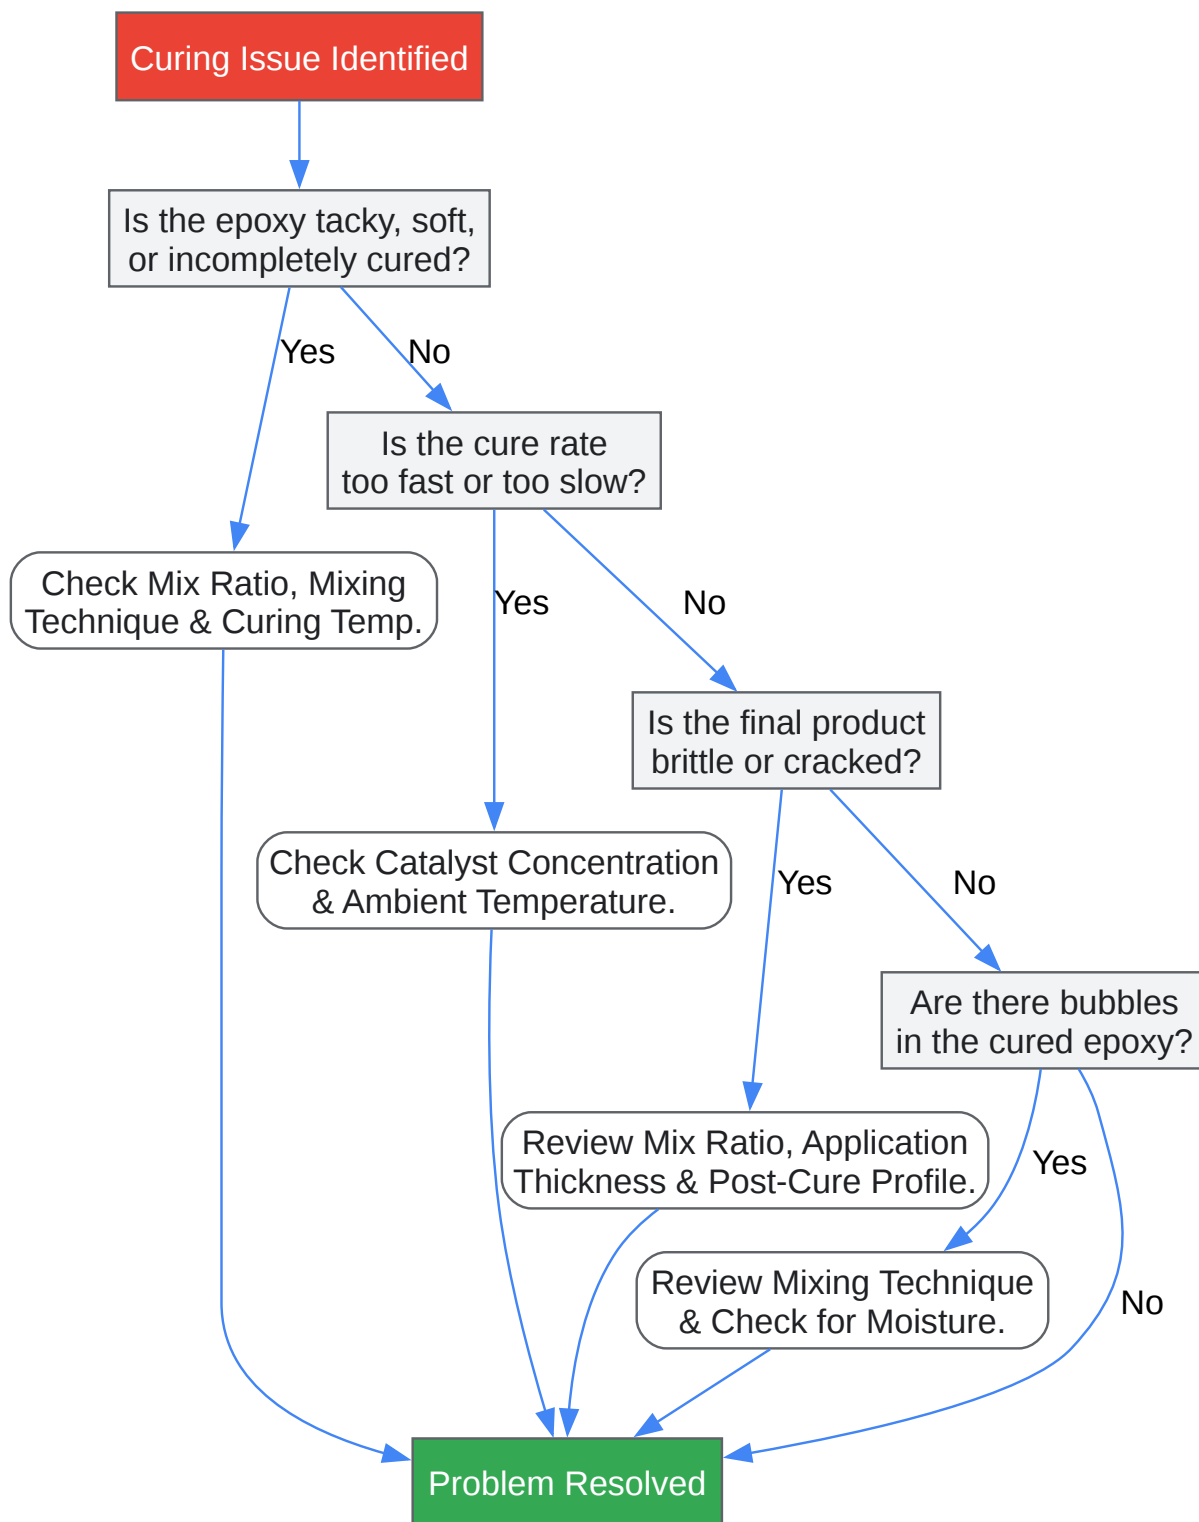 Curing Issue Identified
Is the epoxy tacky, soft,
or incompletely cured?
Yes
No
Is the cure rate
too fast or too slow?
Check Mix Ratio, Mixing
Technique & Curing Temp.
Yes
No
Is the final product
brittle or cracked?
Check Catalyst Concentration
& Ambient Temperature.
Yes
No
Are there bubbles
in the cured epoxy?
Review Mix Ratio, Application
Thickness & Post-Cure Profile.
Yes
Review Mixing Technique
& Check for Moisture.
No
Problem Resolved